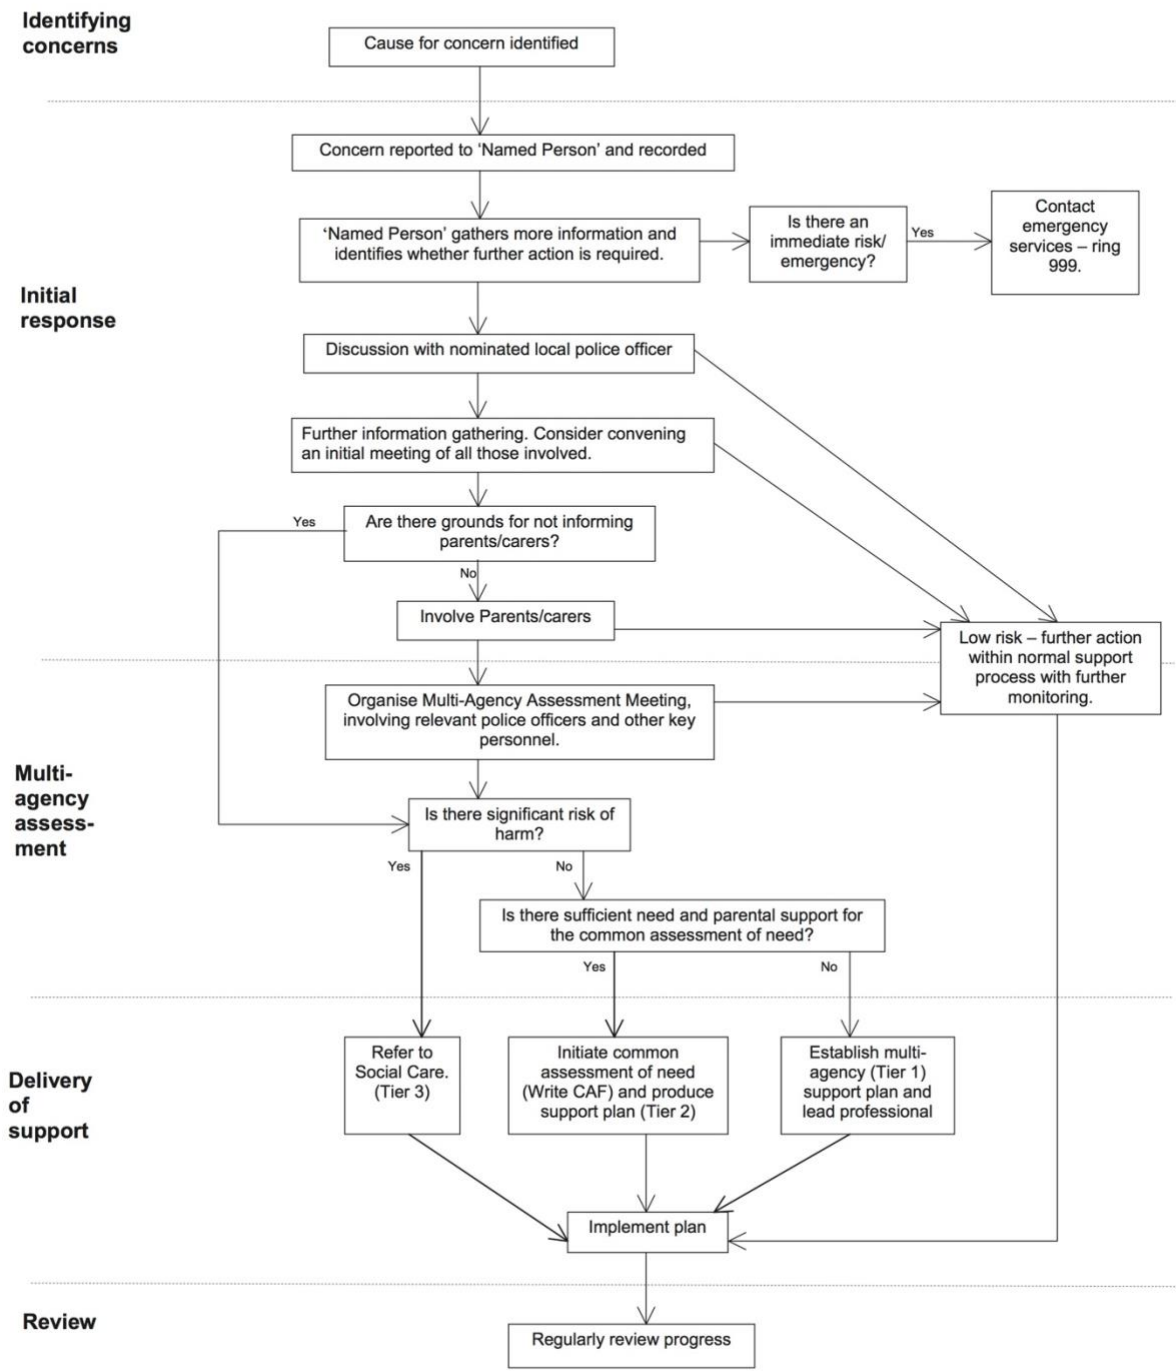 Identifying
concerns
Cause for concern identified
Concern reported to ‘Named Person’ and recorded
‘Named Person’ gathers more information and
identifies whether further action is required.
Is there an
immediate risk/
emergency?
Yes
Contact
emergency
services – ring
999.
Initial
response
Discussion with nominated local police officer
Further information gathering. Consider convening
an initial meeting of all those involved.
Yes
Are there grounds for not informing
parents/carers?
No
Involve Parents/carers
Low risk – further action
within normal support
process with further
monitoring.
Organise Multi-Agency Assessment Meeting,
involving relevant police officers and other key
personnel.
Multi-
agency
assess-
ment
Is there significant risk of
harm?
Yes
No
Is there sufficient need and parental support for
the common assessment of need?
Yes
No
Delivery
of
support
Refer to
Social Care.
(Tier 3)
Initiate common
assessment of need
(Write CAF) and produce
support plan (Tier 2)
Establish multi-
agency (Tier 1)
support plan and
lead professional
Implement plan
Review
Regularly review progress